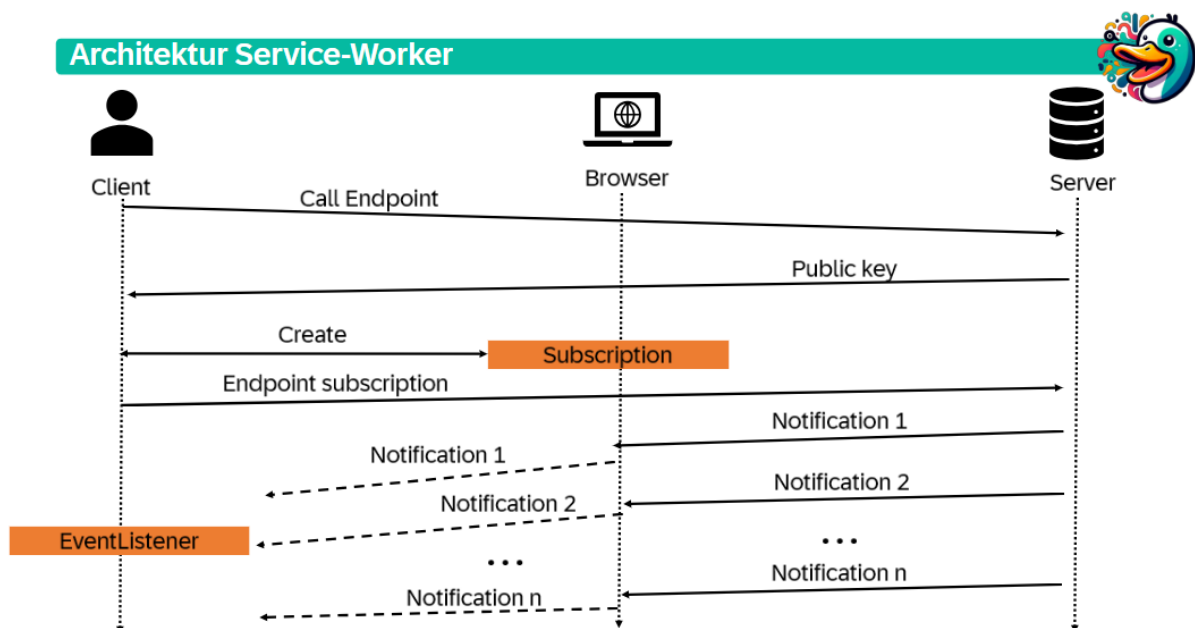 Architektur Service-Worker
Client
Browser
Server
Call Endpoint
Public key
Create
Subscription
Endpoint subscription
Notification 1
Notification 1
Notification 2
Notification 2
EventListener
...
...
Notification n
Notification n